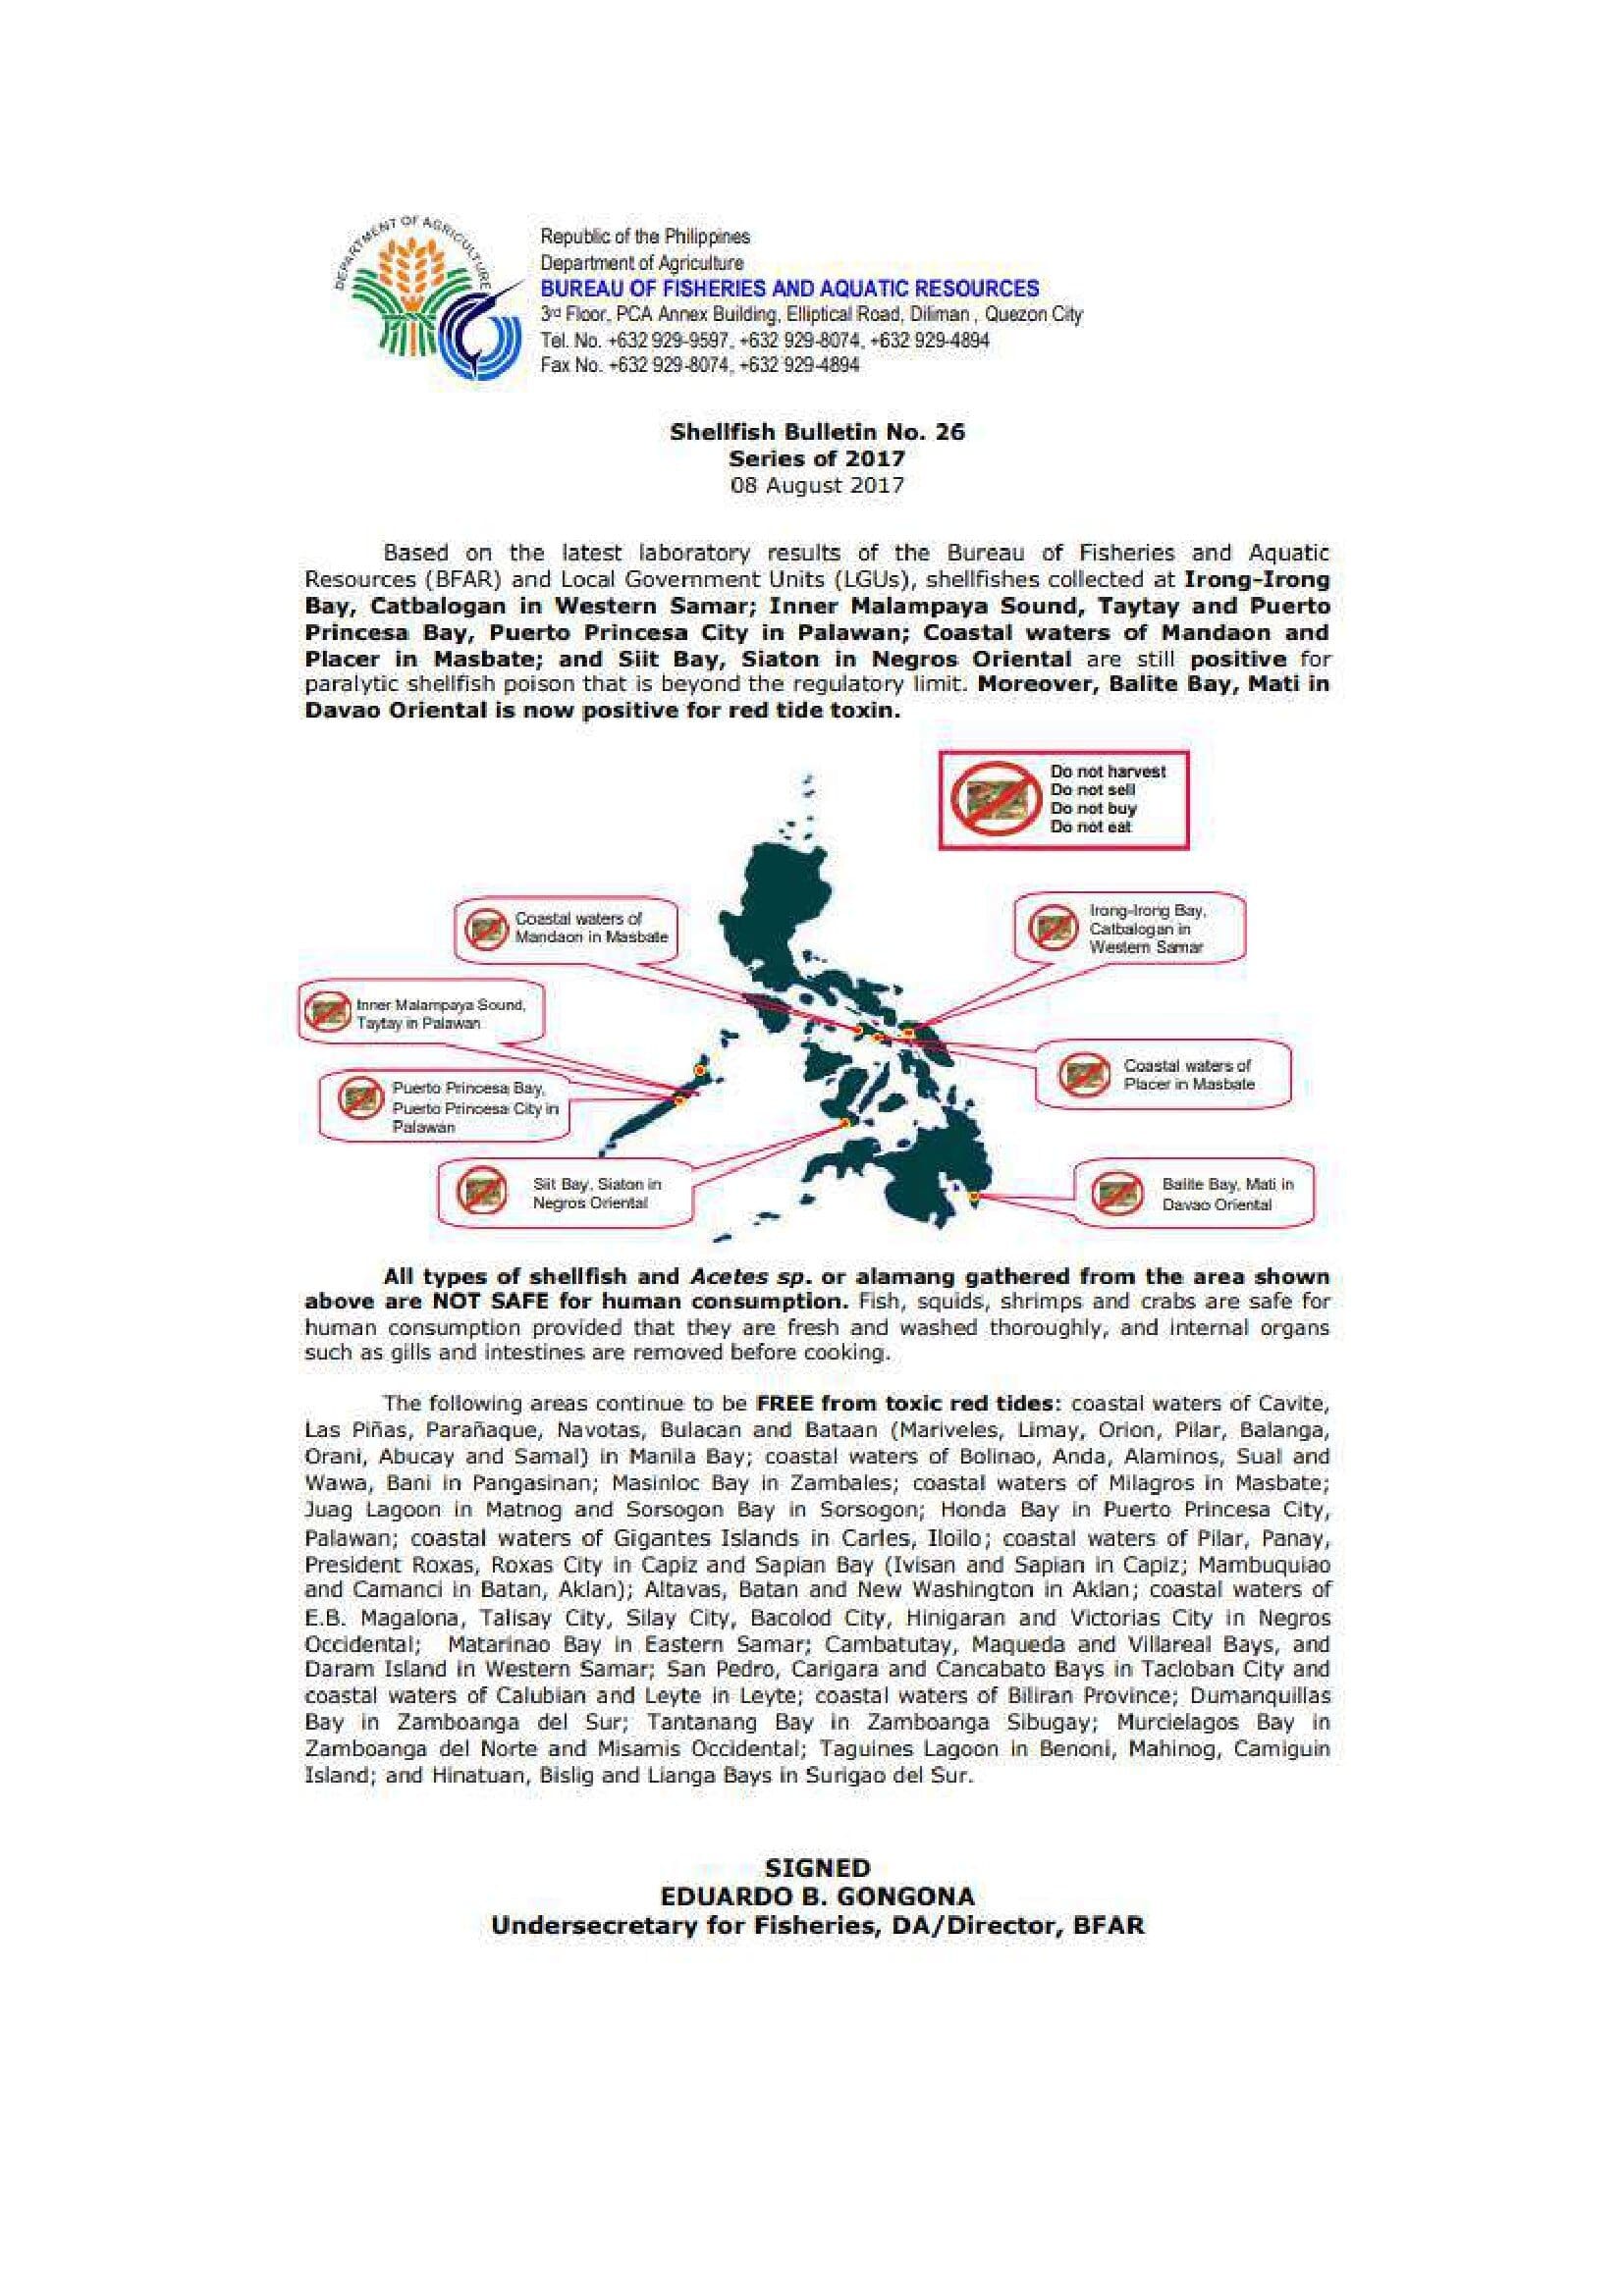 DEPARTMENT OF AGRICULTURE
Republic of the Philippines
Department of Agriculture
BUREAU OF FISHERIES AND AQUATIC RESOURCES
3rd Floor, PCA Annex Building, Elliptical Road, Diliman , Quezon City
Tel. No. +632 929-9597, +632 929-8074, +632 929-4894
Fax No. +632 929-8074, +632 929-4894
Shellfish Bulletin No. 26
Series of 2017
08 August 2017
Based on the latest laboratory results of the Bureau of Fisheries and Aquatic
Resources (BFAR) and Local Government Units (LGUs), shellfishes collected at Irong-Irong
Bay, Catbalogan in Western Samar; Inner Malampaya Sound, Taytay and Puerto
Princesa Bay, Puerto Princesa City in Palawan; Coastal waters of Mandaon and
Placer in Masbate; and Siit Bay, Siaton in Negros Oriental are still positive for
paralytic shellfish poison that is beyond the regulatory limit. Moreover, Balite Bay, Mati in
Davao Oriental is now positive for red tide toxin.
Do not harvest
Do not sell
Do not buy
Do not eat
Coastal waters of
Mandaon in Masbate
Irong-Irong Bay,
Catbalogan in
Western Samar
Inner Malampaya Sound,
Taytay in Palawan
Coastal waters of
Placer in Masbate
Puerto Princesa Bay,
Puerto Princesa City in
Palawan
Siit Bay, Siaton in
Negros Oriental
Balite Bay, Mati in
Davao Oriental
All types of shellfish and Acetes sp. or alamang gathered from the area shown
above are NOT SAFE for human consumption. Fish, squids, shrimps and crabs are safe for
human consumption provided that they are fresh and washed thoroughly, and internal organs
such as gills and intestines are removed before cooking.
The following areas continue to be FREE from toxic red tides: coastal waters of Cavite,
Las Piñas, Parañaque, Navotas, Bulacan and Bataan (Mariveles, Limay, Orion, Pilar, Balanga,
Orani, Abucay and Samal) in Manila Bay; coastal waters of Bolinao, Anda, Alaminos, Sual and
Wawa, Bani in Pangasinan; Masinloc Bay in Zambales; coastal waters of Milagros in Masbate;
Juag Lagoon in Matnog and Sorsogon Bay in Sorsogon; Honda Bay in Puerto Princesa City,
Palawan; coastal waters of Gigantes Islands in Carles, Iloilo; coastal waters of Pilar, Panay,
President Roxas, Roxas City in Capiz and Sapian Bay (Ivisan and Sapian in Capiz; Mambuquiao
and Camanci in Batan, Aklan); Altavas, Batan and New Washington in Aklan; coastal waters of
E.B. Magalona, Talisay City, Silay City, Bacolod City, Hinigaran and Victorias City in Negros
Occidental; Matarinao Bay in Eastern Samar; Cambatutay, Maqueda and Villareal Bays, and
Daram Island in Western Samar; San Pedro, Carigara and Cancabato Bays in Tacloban City and
coastal waters of Calubian and Leyte in Leyte; coastal waters of Biliran Province; Dumanquillas
Bay in Zamboanga del Sur; Tantanang Bay in Zamboanga Sibugay; Murcielagos Bay in
Zamboanga del Norte and Misamis Occidental; Taguines Lagoon in Benoni, Mahinog, Camiguin
Island; and Hinatuan, Bislig and Lianga Bays in Surigao del Sur.
SIGNED
EDUARDO B. GONGONA
Undersecretary for Fisheries, DA/Director, BFAR